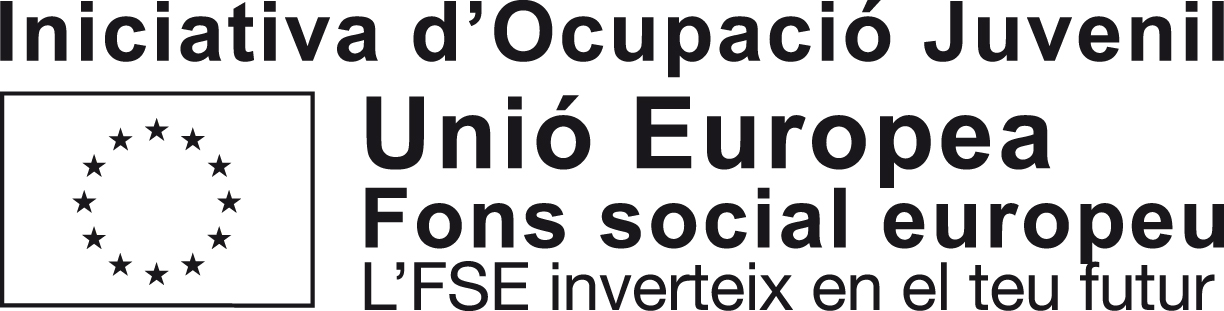 Iniciativa d’Ocupació Juvenil
Unió Europea
Fons social europeu
L’FSE inverteix en el teu futur